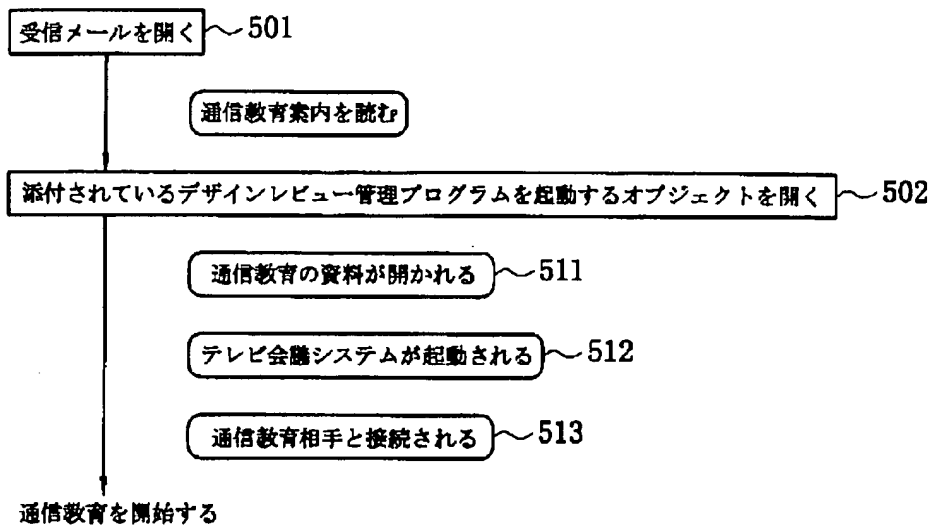 受信メールを開く 501
通信教育案内を読む
添付されているデザインレビュー管理プログラムを起動するオブジェクトを開く 502
通信教育の資料が開かれる 511
テレビ会議システムが起動される 512
通信教育相手と接続される 513
通信教育を開始する